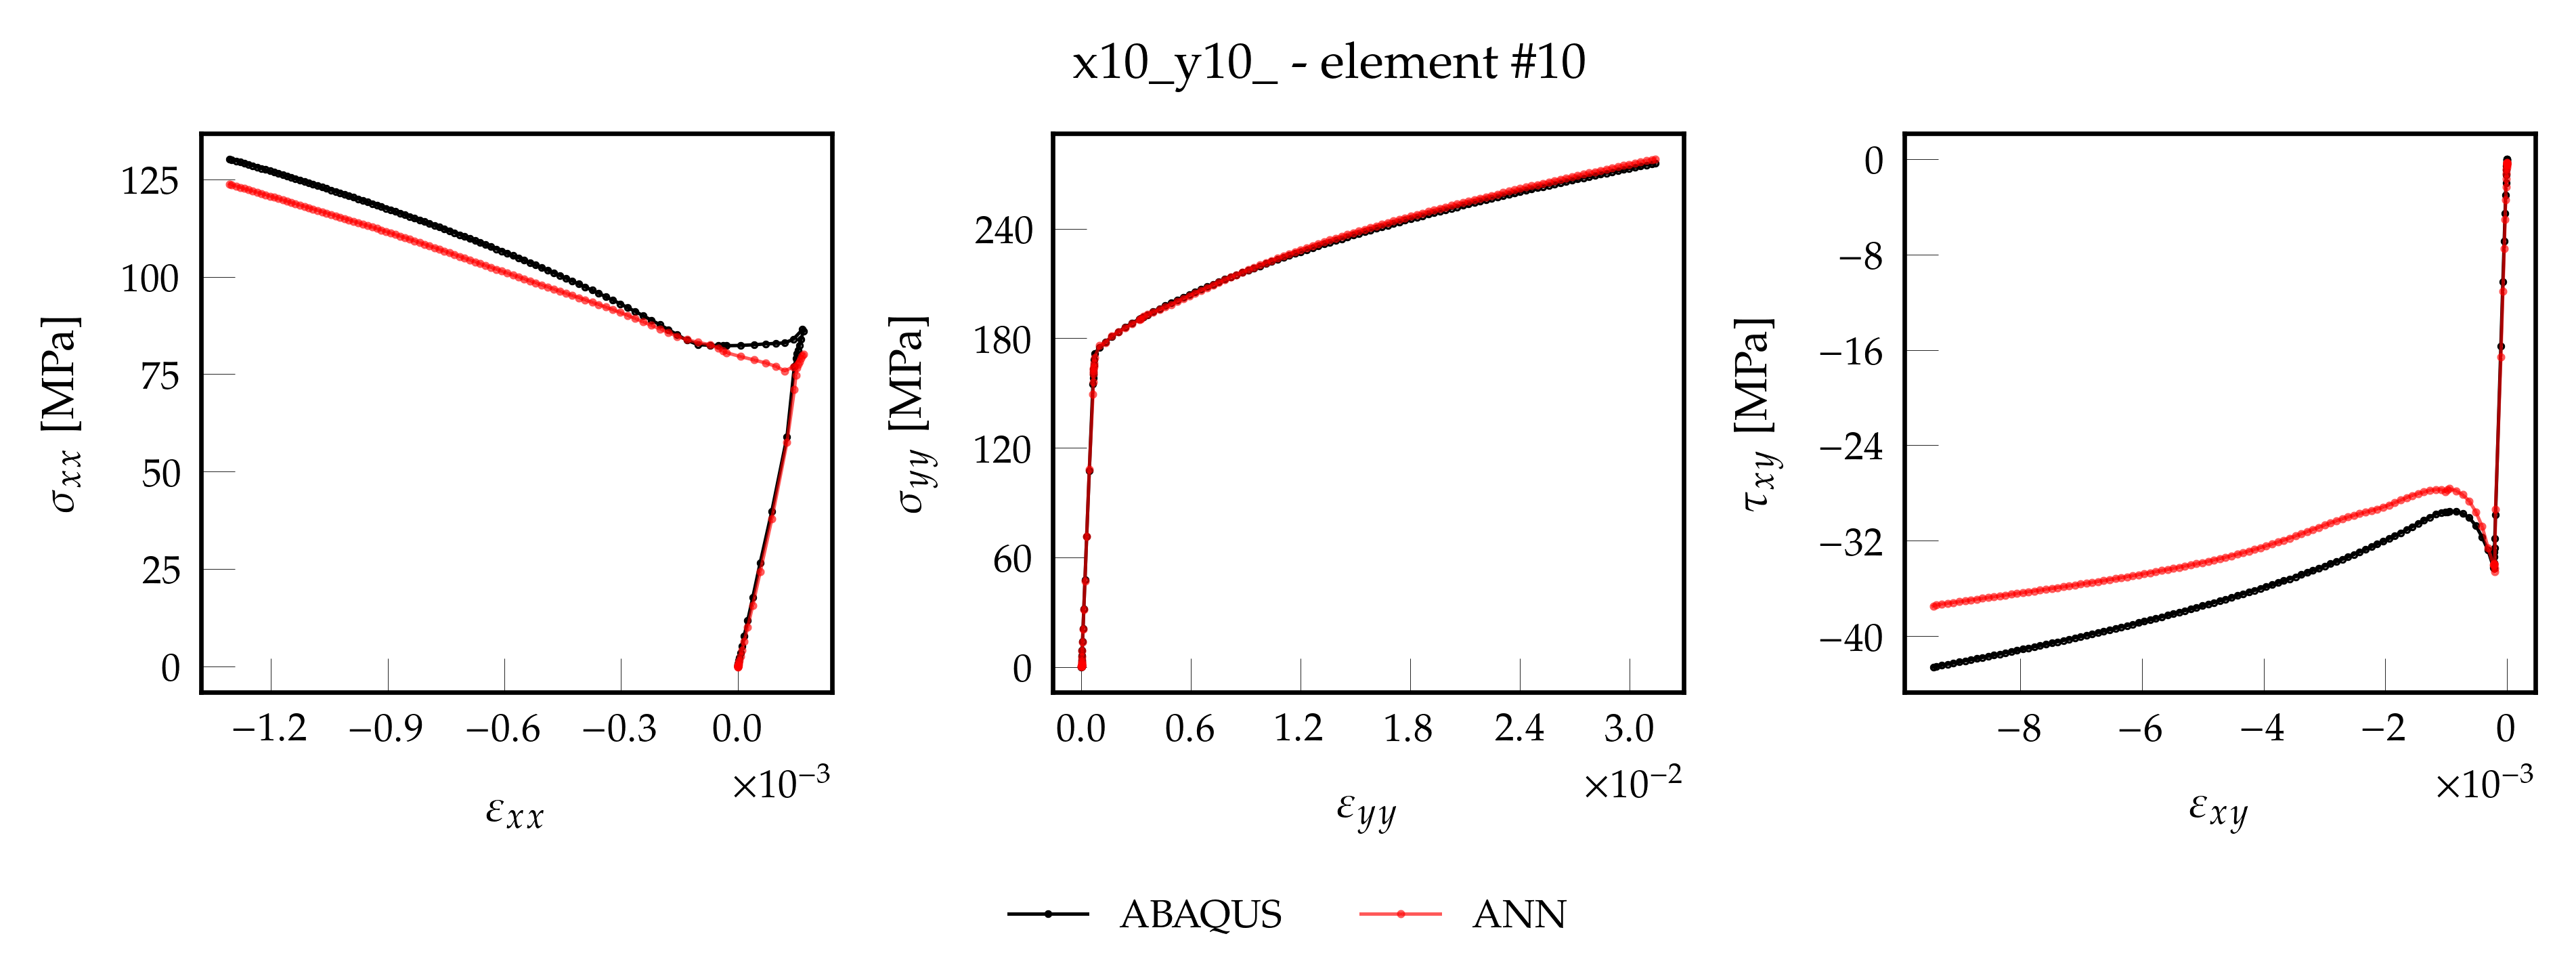 x10_y10_ - element #10
σxx [MPa]
125
100
75
50
25
0
−1.2 −0.9 −0.6 −0.3 0.0
×10−3
εxx
σyy [MPa]
240
180
120
60
0
0.0 0.6 1.2 1.8 2.4 3.0
×10−2
εyy
τxy [MPa]
0
−8
−16
−24
−32
−40
−8 −6 −4 −2 0
×10−3
εxy
ABAQUS ANN